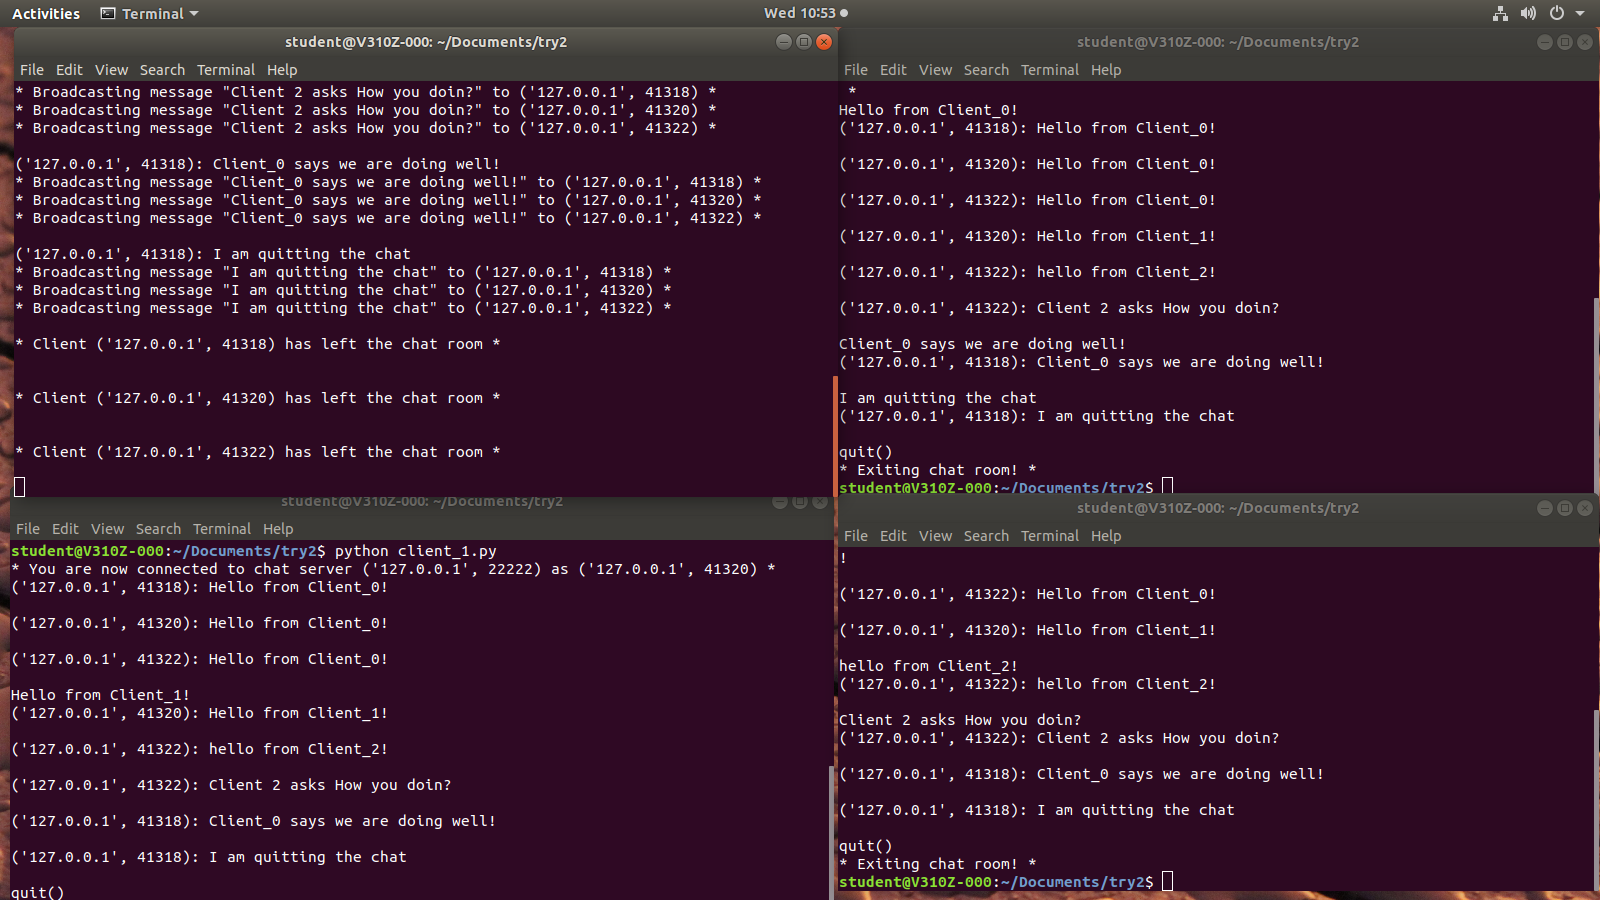 Activities Terminal Wed 10:53
student@V310Z-000: ~/Documents/try2
File Edit View Search Terminal Help
* Broadcasting message "Client 2 asks How you doin?" to ('127.0.0.1', 41318) *
* Broadcasting message "Client 2 asks How you doin?" to ('127.0.0.1', 41320) *
* Broadcasting message "Client 2 asks How you doin?" to ('127.0.0.1', 41322) *
('127.0.0.1', 41318): Client_0 says we are doing well!
* Broadcasting message "Client_0 says we are doing well!" to ('127.0.0.1', 41318) *
* Broadcasting message "Client_0 says we are doing well!" to ('127.0.0.1', 41320) *
* Broadcasting message "Client_0 says we are doing well!" to ('127.0.0.1', 41322) *
('127.0.0.1', 41318): I am quitting the chat
* Broadcasting message "I am quitting the chat" to ('127.0.0.1', 41318) *
* Broadcasting message "I am quitting the chat" to ('127.0.0.1', 41320) *
* Broadcasting message "I am quitting the chat" to ('127.0.0.1', 41322) *
* Client ('127.0.0.1', 41318) has left the chat room *
* Client ('127.0.0.1', 41320) has left the chat room *
* Client ('127.0.0.1', 41322) has left the chat room *
student@V310Z-000: ~/Documents/try2
File Edit View Search Terminal Help
*
Hello from Client_0!
('127.0.0.1', 41318): Hello from Client_0!
('127.0.0.1', 41320): Hello from Client_0!
('127.0.0.1', 41322): Hello from Client_0!
('127.0.0.1', 41320): Hello from Client_1!
('127.0.0.1', 41322): hello from Client_2!
('127.0.0.1', 41322): Client 2 asks How you doin?
Client_0 says we are doing well!
('127.0.0.1', 41318): Client_0 says we are doing well!
I am quitting the chat
('127.0.0.1', 41318): I am quitting the chat
quit()
* Exiting chat room! *
student@V310Z-000:~/Documents/try2$
student@V310Z-000: ~/Documents/try2
File Edit View Search Terminal Help
student@V310Z-000:~/Documents/try2$ python client_1.py
* You are now connected to chat server ('127.0.0.1', 22222) as ('127.0.0.1', 41320) *
('127.0.0.1', 41318): Hello from Client_0!
('127.0.0.1', 41320): Hello from Client_0!
('127.0.0.1', 41322): Hello from Client_0!
Hello from Client_1!
('127.0.0.1', 41320): Hello from Client_1!
('127.0.0.1', 41322): hello from Client_2!
('127.0.0.1', 41322): Client 2 asks How you doin?
('127.0.0.1', 41318): Client_0 says we are doing well!
('127.0.0.1', 41318): I am quitting the chat
quit()
student@V310Z-000: ~/Documents/try2
File Edit View Search Terminal Help
!
('127.0.0.1', 41322): Hello from Client_0!
('127.0.0.1', 41320): Hello from Client_1!
hello from Client_2!
('127.0.0.1', 41322): hello from Client_2!
Client 2 asks How you doin?
('127.0.0.1', 41322): Client 2 asks How you doin?
('127.0.0.1', 41318): Client_0 says we are doing well!
('127.0.0.1', 41318): I am quitting the chat
quit()
* Exiting chat room! *
student@V310Z-000:~/Documents/try2$